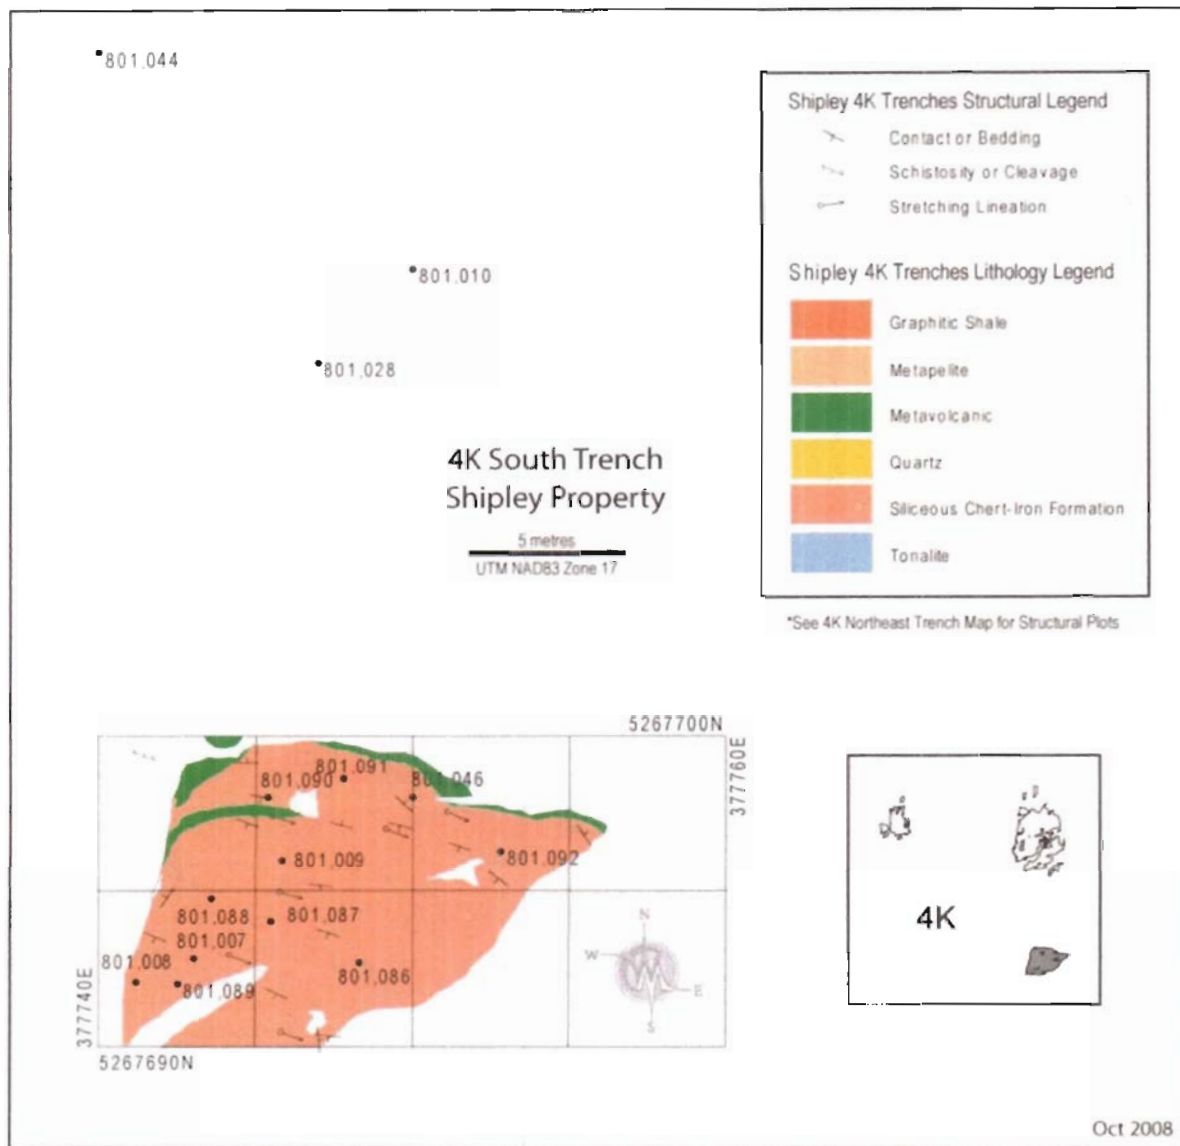 801,044
801,010
801,028
4K South Trench
Shipley Property
5 metres
UTM NAD83 Zone 17
Shipley 4K Trenches Structural Legend
Contact or Bedding
Schistosity or Cleavage
Stretching Lineation
Shipley 4K Trenches Lithology Legend
Graphitic Shale
Metapelite
Metavolcanic
Quartz
Siliceous Chert-Iron Formation
Tonalite
*See 4K Northeast Trench Map for Structural Plots
5267700N
377760E
801,091
801,090
801,046
801,009
801,092
801,088
801,087
801,007
801,008
801,086
801,089
377740E
5267690N
N
W
E
S
4K
Oct 2008